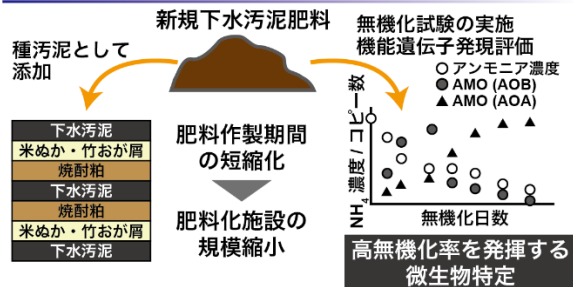 新規下水汚泥肥料
種汚泥として
添加
下水汚泥
米ぬか・竹おが屑
焼酎粕
下水汚泥
焼酎粕
米ぬか・竹おが屑
下水汚泥
肥料作製期間
の短縮化
肥料化施設の
規模縮小
無機化試験の実施
機能遺伝子発現評価
アンモニア濃度
AMO (AOB)
AMO (AOA)
NH₄ 濃度 / コピー数
無機化日数
高無機化率を発揮する
微生物特定